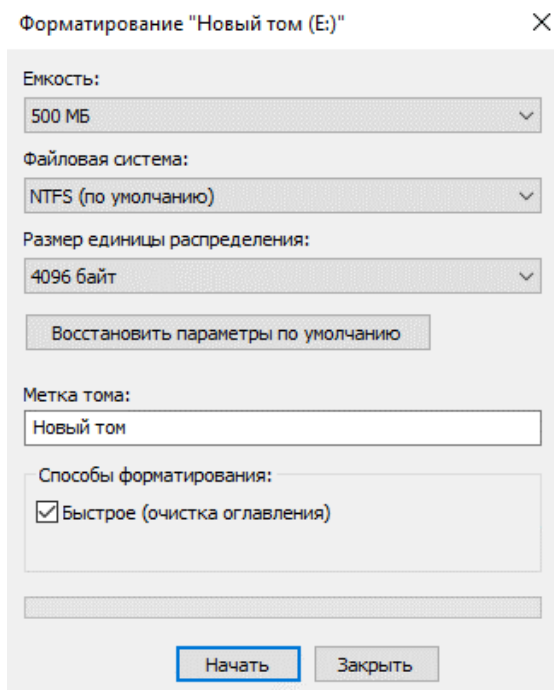 Форматирование "Новый том (E:)"
Емкость:
500 МБ
Файловая система:
NTFS (по умолчанию)
Размер единицы распределения:
4096 байт
Восстановить параметры по умолчанию
Метка тома:
Новый том
Способы форматирования:
Быстрое (очистка оглавления)
Начать
Закрыть